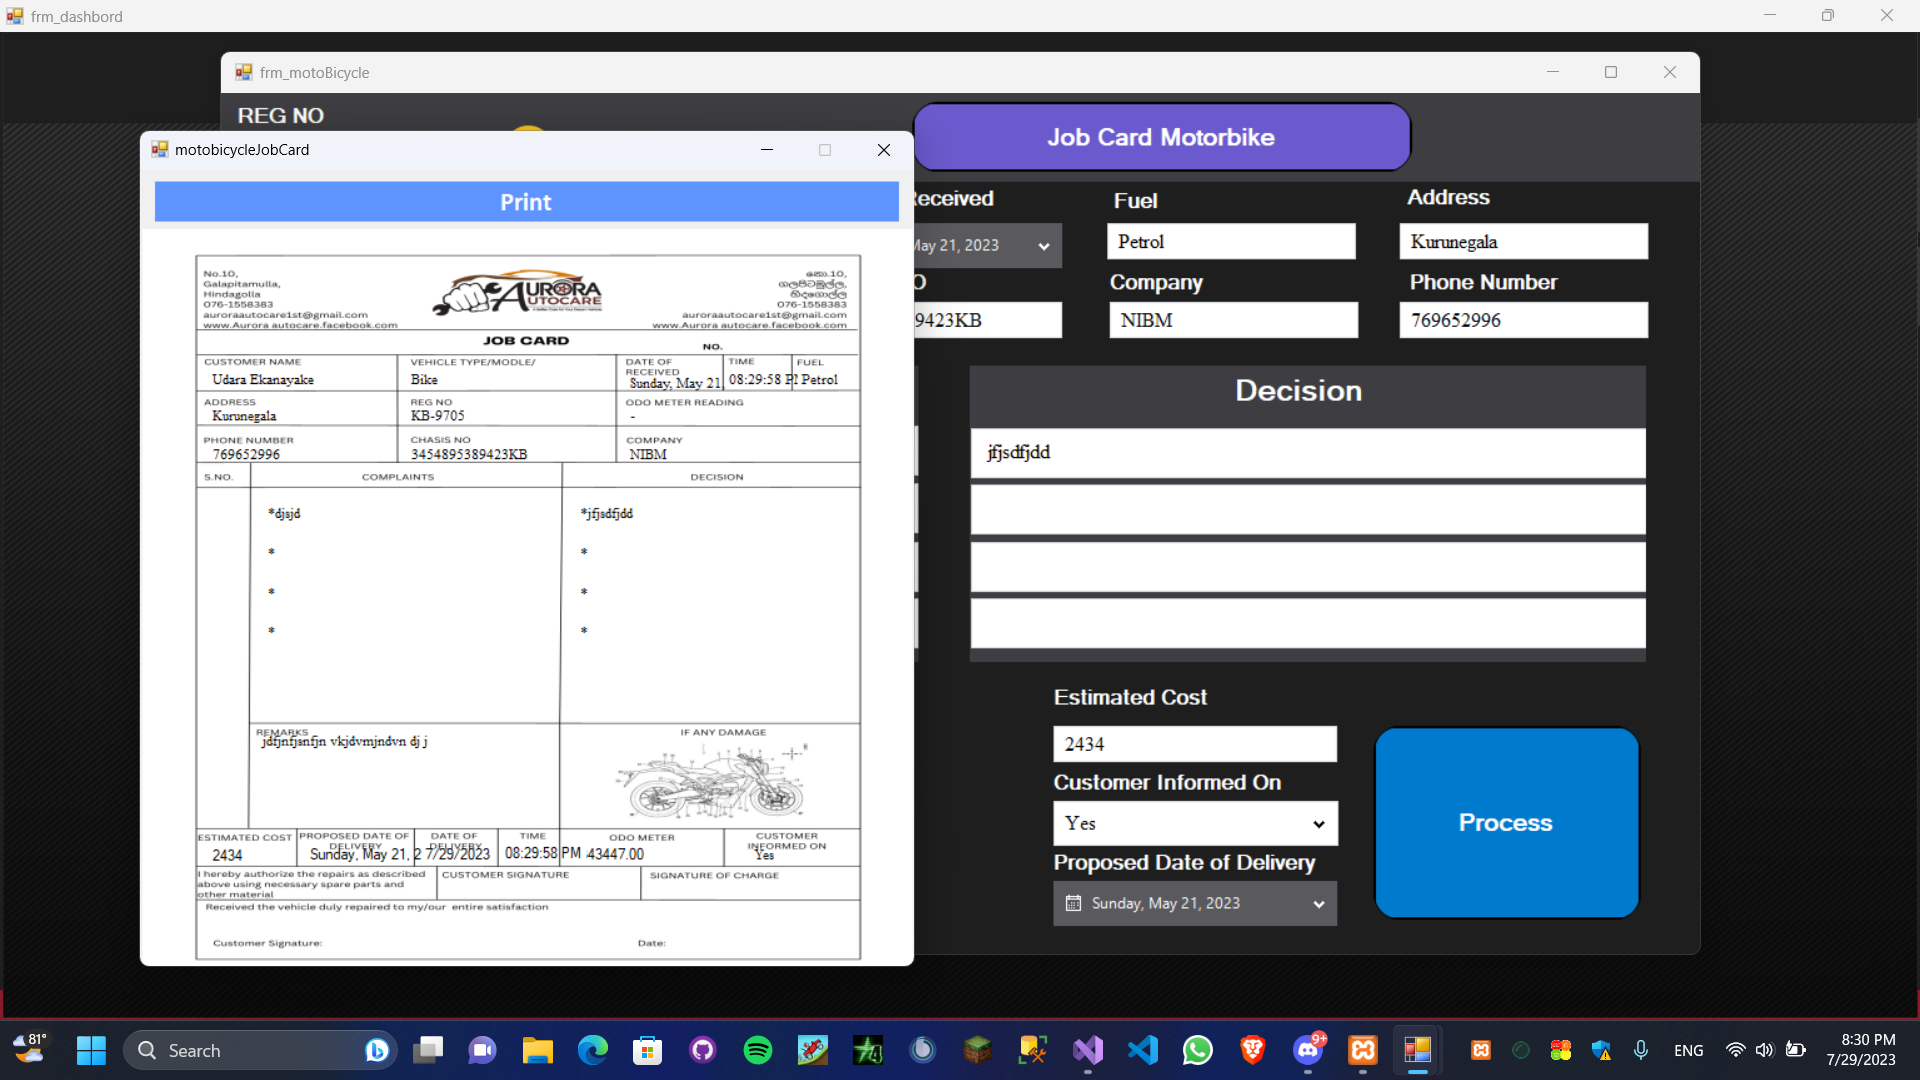 frm_dashbord
frm_motoBicycle
REG NO
Job Card Motorbike
motobicycleJobCard
Print
eceived
Fuel
Address
May 21, 2023
Petrol
Kurunegala
O
Company
Phone Number
9423KB
NIBM
769652996
Decision
jfjsdfjdd
Estimated Cost
2434
Customer Informed On
Yes
Proposed Date of Delivery
Sunday, May 21, 2023
Process
No.10,
Galapitamulla,
Hindagolla
076-1558383
auroraautocare1st@gmail.com
www.Aurora autocare.facebook.com
AURORA
AUTOCARE
නො.10,
ගලපිටමුල්ල,
හිඳගොල්ල
076-1558383
auroraautocare1st@gmail.com
www.Aurora autocare.facebook.com
JOB CARD
NO.
CUSTOMER NAME
Udara Ekanayake
VEHICLE TYPE/MODLE/
Bike
DATE OF
RECEIVED
Sunday, May 21,
TIME
08:29:58 P
FUEL
Petrol
ADDRESS
Kurunegala
REG NO
KB-9705
ODO METER READING
-
PHONE NUMBER
769652996
CHASIS NO
3454895389423KB
COMPANY
NIBM
S.NO.
COMPLAINTS
DECISION
*djsjd
*jfjsdfjdd
*
*
*
*
*
*
REMARKS
jdfjnfjsnfjn vkjdvmjndvn dj j
IF ANY DAMAGE
ESTIMATED COST
2434
PROPOSED DATE OF
DELIVERY
Sunday, May 21, 2
DATE OF
DELIVERY
7/29/2023
TIME
08:29:58 PM
ODO METER
43447.00
CUSTOMER
INFORMED ON
Yes
I hereby authorize the repairs as described
above using necessary spare parts and
other material
CUSTOMER SIGNATURE
SIGNATURE OF CHARGE
Received the vehicle duly repaired to my/our entire satisfaction
Customer Signature:
Date:
81°
Search
9+
ENG
8:30 PM
7/29/2023